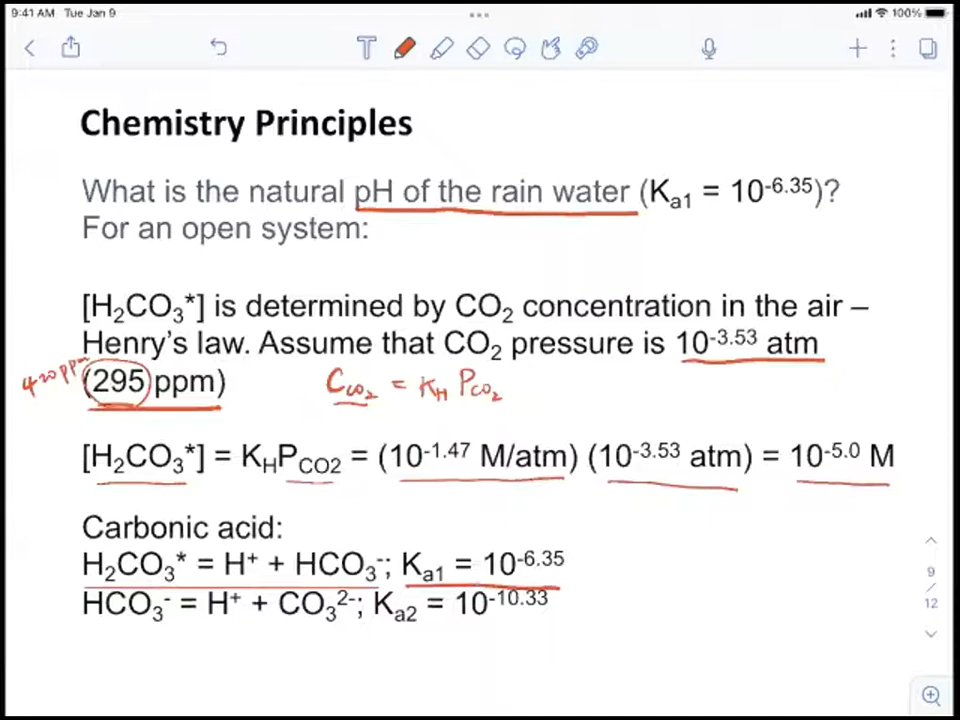 9:41 AM Tue Jan 9
100%
Chemistry Principles
What is the natural pH of the rain water (Kₐ₁ = 10⁻⁶·³⁵)?
For an open system:
[H₂CO₃*] is determined by CO₂ concentration in the air –
Henry's law. Assume that CO₂ pressure is 10⁻³·⁵³ atm
420 ppm
(295 ppm)
C_CO₂ = K_H P_CO₂
[H₂CO₃*] = K_HP_CO2 = (10⁻¹·⁴⁷ M/atm) (10⁻³·⁵³ atm) = 10⁻⁵·⁰ M
Carbonic acid:
H₂CO₃* = H⁺ + HCO₃⁻; Kₐ₁ = 10⁻⁶·³⁵
HCO₃⁻ = H⁺ + CO₃²⁻; Kₐ₂ = 10⁻¹⁰·³³
9
/
12